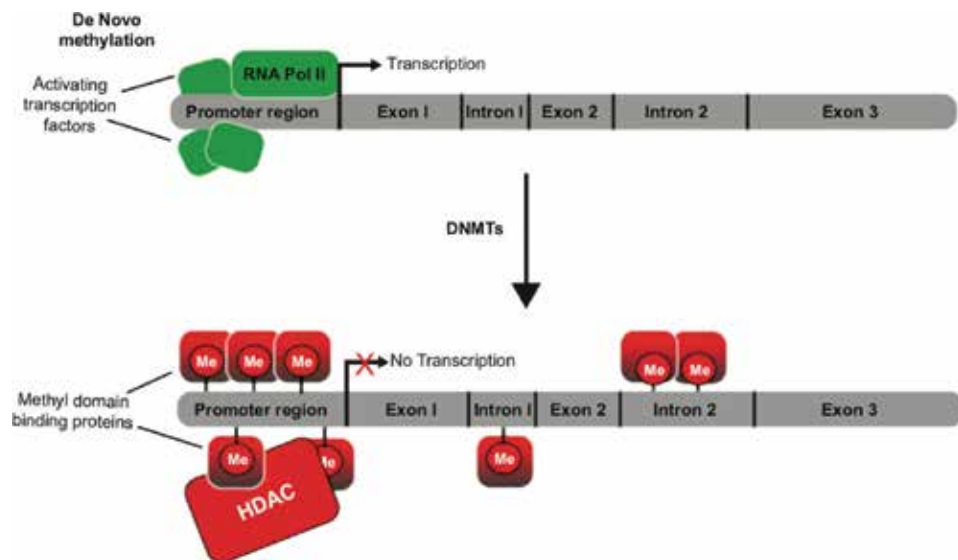 De Novo
methylation
Activating
transcription
factors
RNA Pol II
Transcription
Promoter region
Exon I
Intron I
Exon 2
Intron 2
Exon 3
DNMTs
Me
Me
Me
No Transcription
Me
Me
Methyl domain
binding proteins
Promoter region
Exon I
Intron I
Exon 2
Intron 2
Exon 3
Me
Me
Me
HDAC